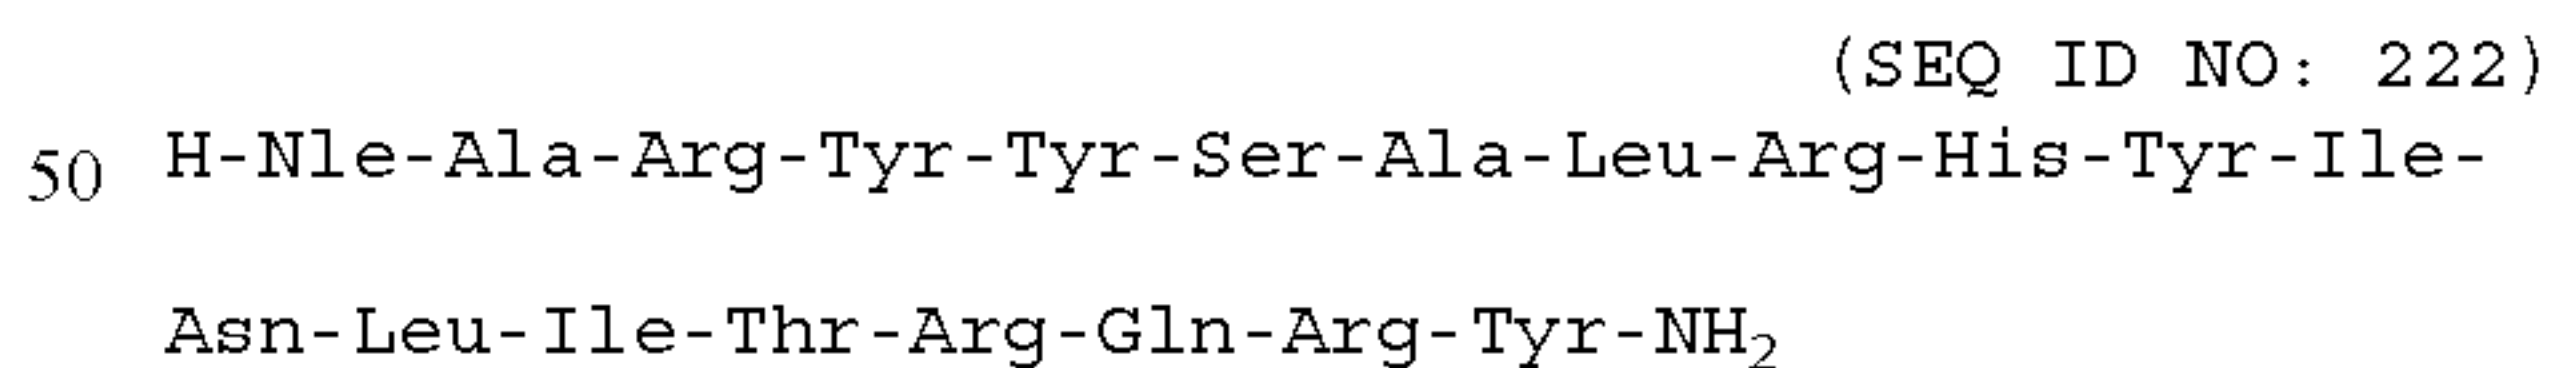 (SEQ ID NO: 222)
50 H-Nle-Ala-Arg-Tyr-Tyr-Ser-Ala-Leu-Arg-His-Tyr-Ile-
Asn-Leu-Ile-Thr-Arg-Gln-Arg-Tyr-NH₂